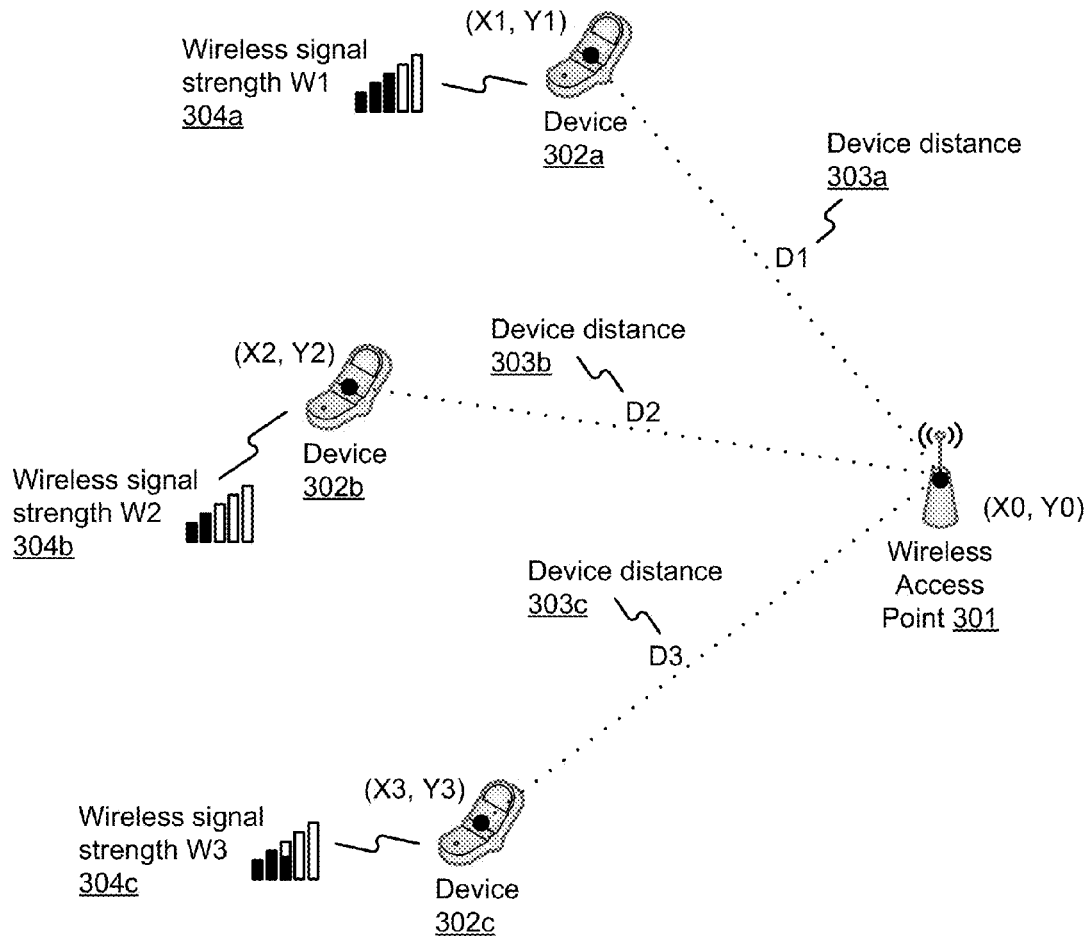 (X1, Y1)
Wireless signal
strength W1
304a
Device
302a
Device distance
303a
D1
Device distance
303b
(X2, Y2)
D2
Device
302b
Wireless signal
strength W2
304b
(X0, Y0)
Wireless
Access
Point 301
Device distance
303c
D3
(X3, Y3)
Wireless signal
strength W3
304c
Device
302c